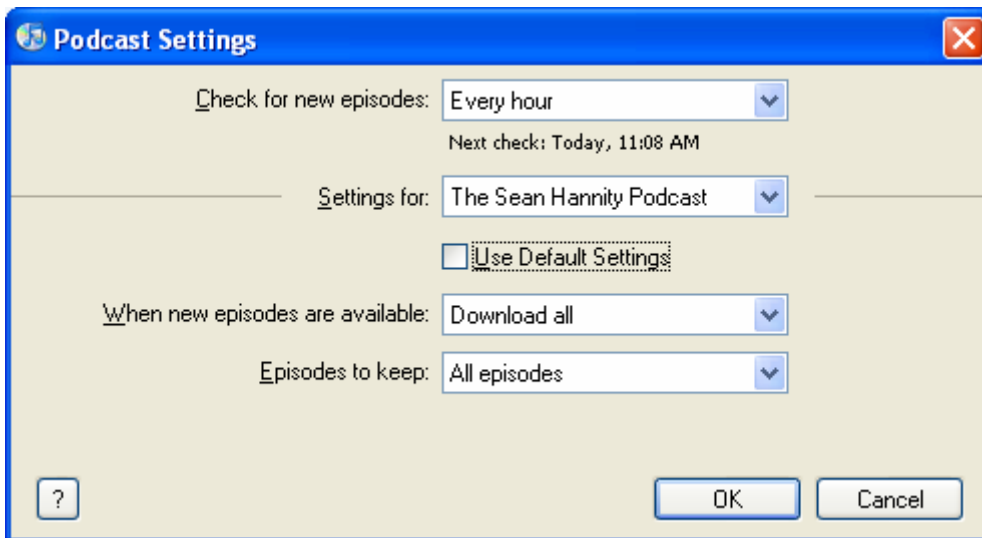 Podcast Settings
Check for new episodes: Every hour
Next check: Today, 11:08 AM
Settings for: The Sean Hannity Podcast
Use Default Settings
When new episodes are available: Download all
Episodes to keep: All episodes
? OK Cancel